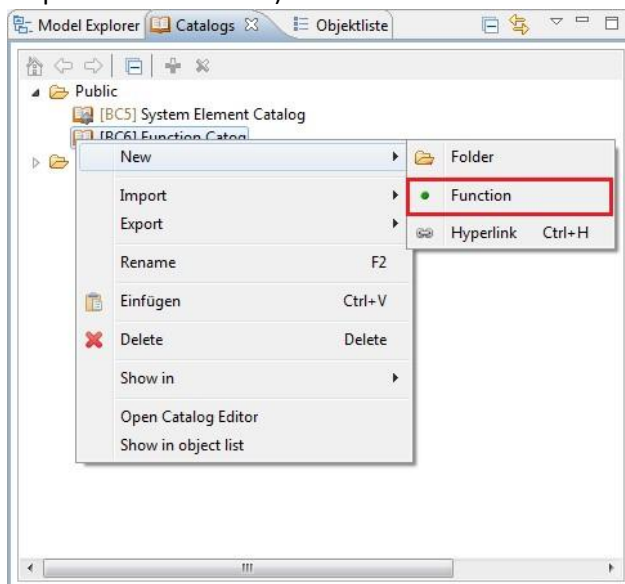 Model Explorer Catalogs Objektliste
Public
[BC5] System Element Catalog
[BC6] Function Catog
New Folder
Function
Import
Export Hyperlink Ctrl+H
Rename F2
Einfügen Ctrl+V
Delete Delete
Show in
Open Catalog Editor
Show in object list